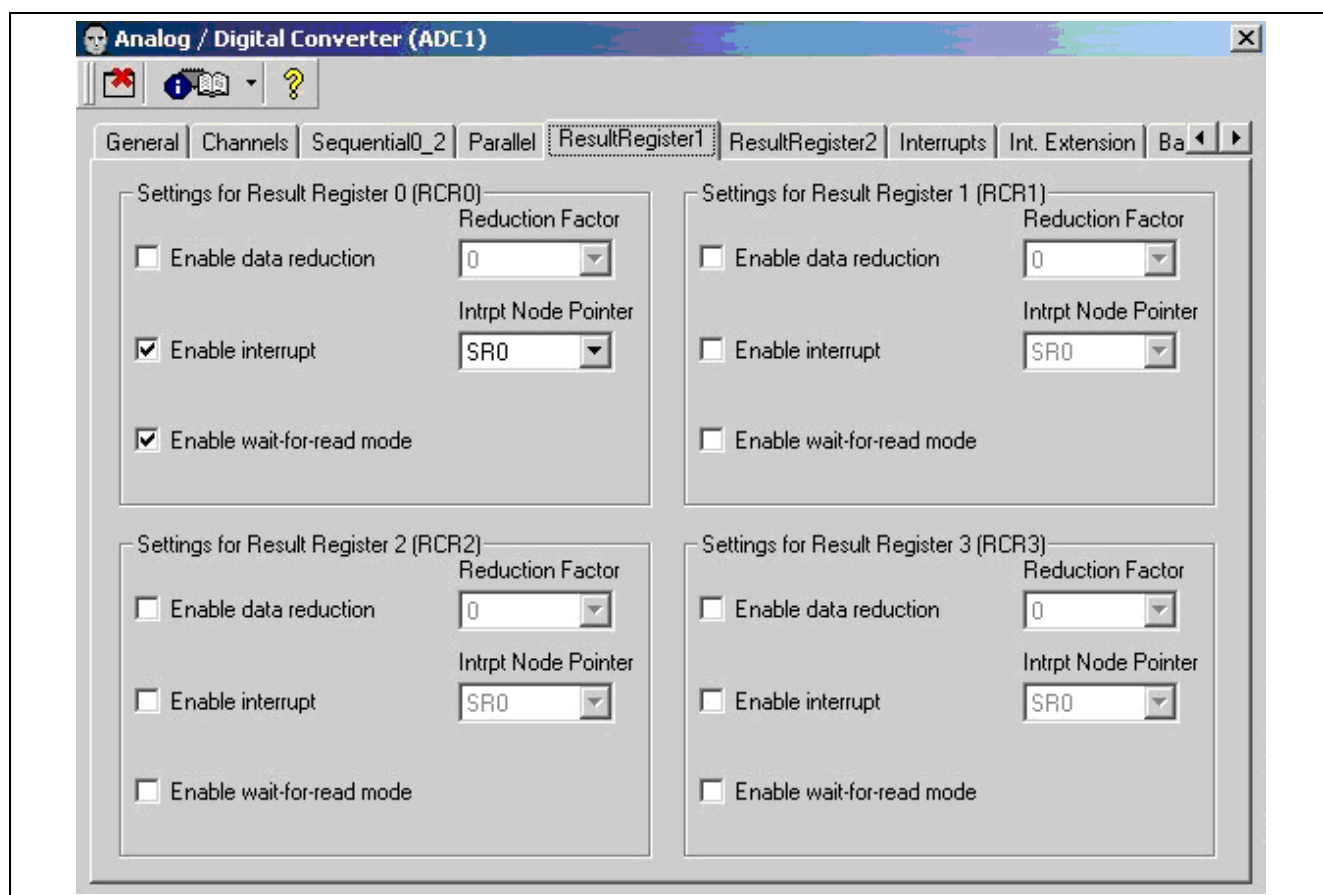 Analog / Digital Converter (ADC1)
General Channels Sequential0_2 Parallel ResultRegister1 ResultRegister2 Interrupts Int. Extension Ba
Settings for Result Register 0 (RCR0)
Reduction Factor
Enable data reduction 0
Intrpt Node Pointer
Enable interrupt SR0
Enable wait-for-read mode
Settings for Result Register 1 (RCR1)
Reduction Factor
Enable data reduction 0
Intrpt Node Pointer
Enable interrupt SR0
Enable wait-for-read mode
Settings for Result Register 2 (RCR2)
Reduction Factor
Enable data reduction 0
Intrpt Node Pointer
Enable interrupt SR0
Enable wait-for-read mode
Settings for Result Register 3 (RCR3)
Reduction Factor
Enable data reduction 0
Intrpt Node Pointer
Enable interrupt SR0
Enable wait-for-read mode